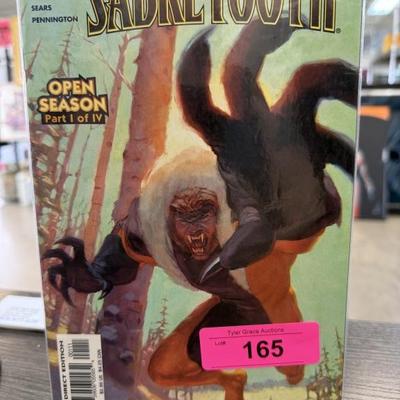 SEARS
PENNINGTON
SABRETOOTH
OPEN
SEASON
Part I of IV
Tyler Grace Auctions
Lot#
165
DIRECT EDITION